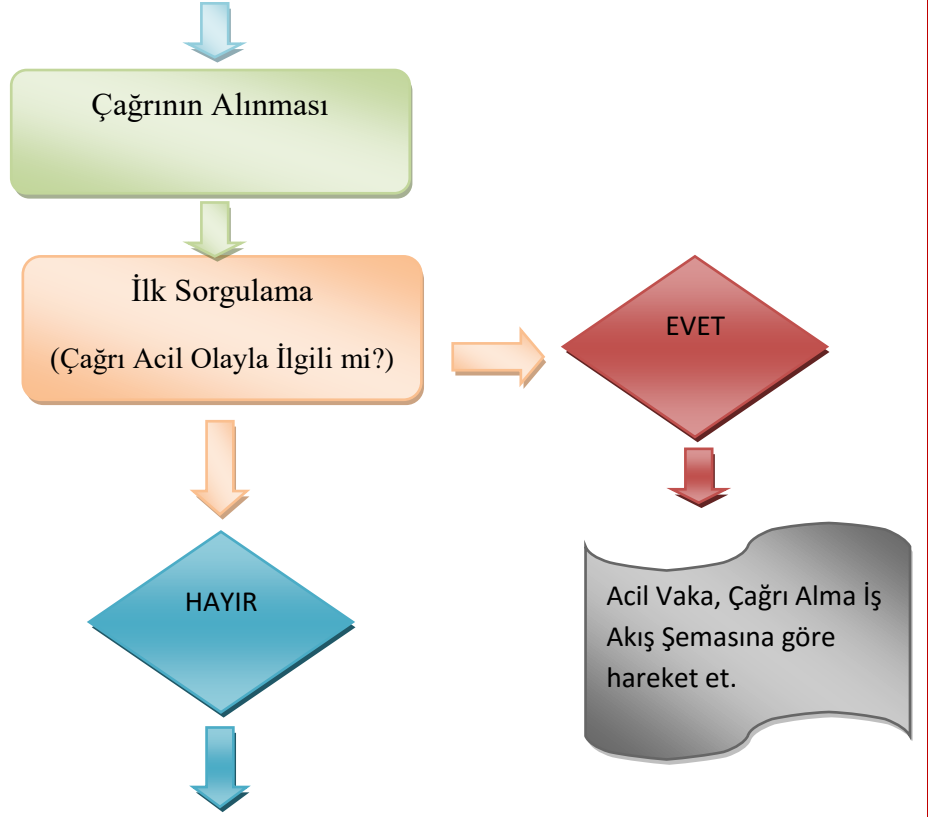 Çağrının Alınması
İlk Sorgulama
(Çağrı Acil Olayla İlgili mi?)
EVET
HAYIR
Acil Vaka, Çağrı Alma İş
Akış Şemasına göre
hareket et.